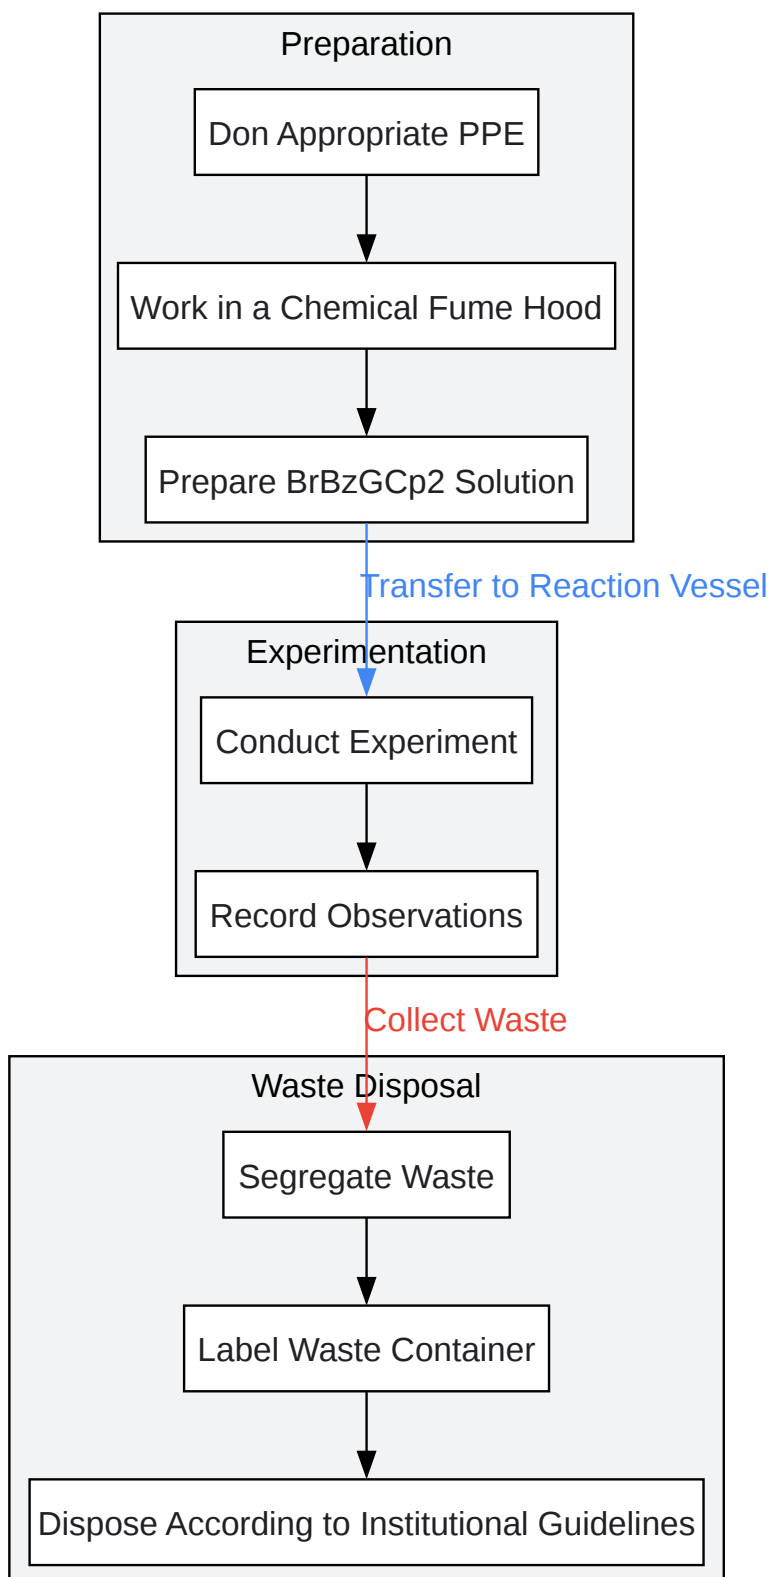 Preparation
Don Appropriate PPE
Work in a Chemical Fume Hood
Prepare BrBzGCp2 Solution
Transfer to Reaction Vessel
Experimentation
Conduct Experiment
Record Observations
Collect Waste
Waste Disposal
Segregate Waste
Label Waste Container
Dispose According to Institutional Guidelines